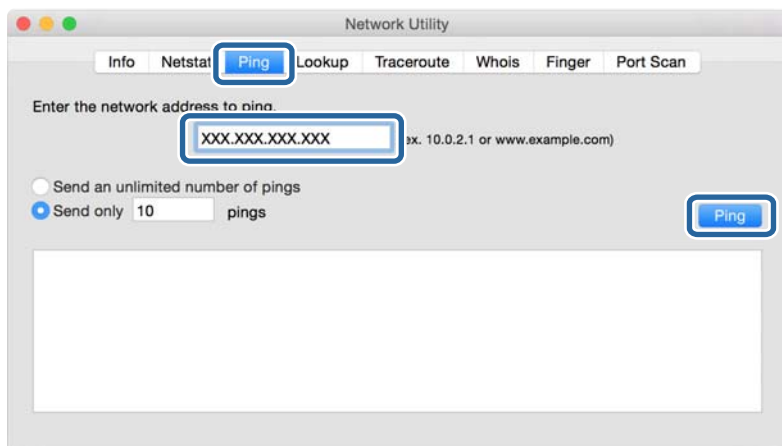 Network Utility
Info Netstat Ping Lookup Traceroute Whois Finger Port Scan
Enter the network address to ping.
XXX.XXX.XXX.XXX ex. 10.0.2.1 or www.example.com)
Send an unlimited number of pings
Send only 10 pings
Ping